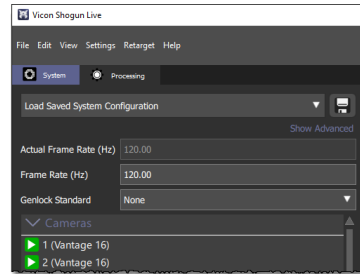 Vicon Shogun Live
File Edit View Settings Retarget Help
System Processing
Load Saved System Configuration
Show Advanced
Actual Frame Rate (Hz) 120.00
Frame Rate (Hz) 120.00
Genlock Standard None
Cameras
1 (Vantage 16)
2 (Vantage 16)